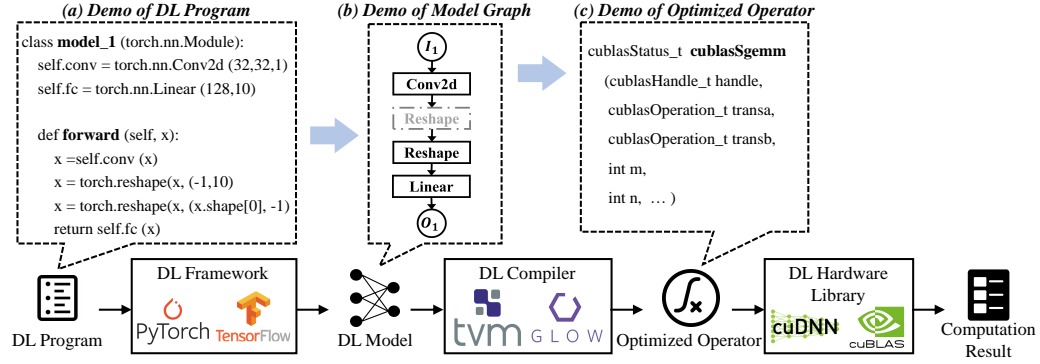 (a) Demo of DL Program
class model_1 (torch.nn.Module):
self.conv = torch.nn.Conv2d (32,32,1)
self.fc = torch.nn.Linear (128,10)
def forward (self, x):
x =self.conv (x)
x = torch.reshape(x, (-1,10)
x = torch.reshape(x, (x.shape[0], -1)
return self.fc (x)
(b) Demo of Model Graph
I1
Conv2d
Reshape
Reshape
Linear
O1
(c) Demo of Optimized Operator
cublasStatus_t cublasSgemm
(cublasHandle_t handle,
cublasOperation_t transa,
cublasOperation_t transb,
int m,
int n, … )
DL Program
DL Framework
PyTorch
TensorFlow
DL Model
DL Compiler
tvm
GLOW
Optimized Operator
DL Hardware
Library
cuDNN
cuBLAS
Computation
Result